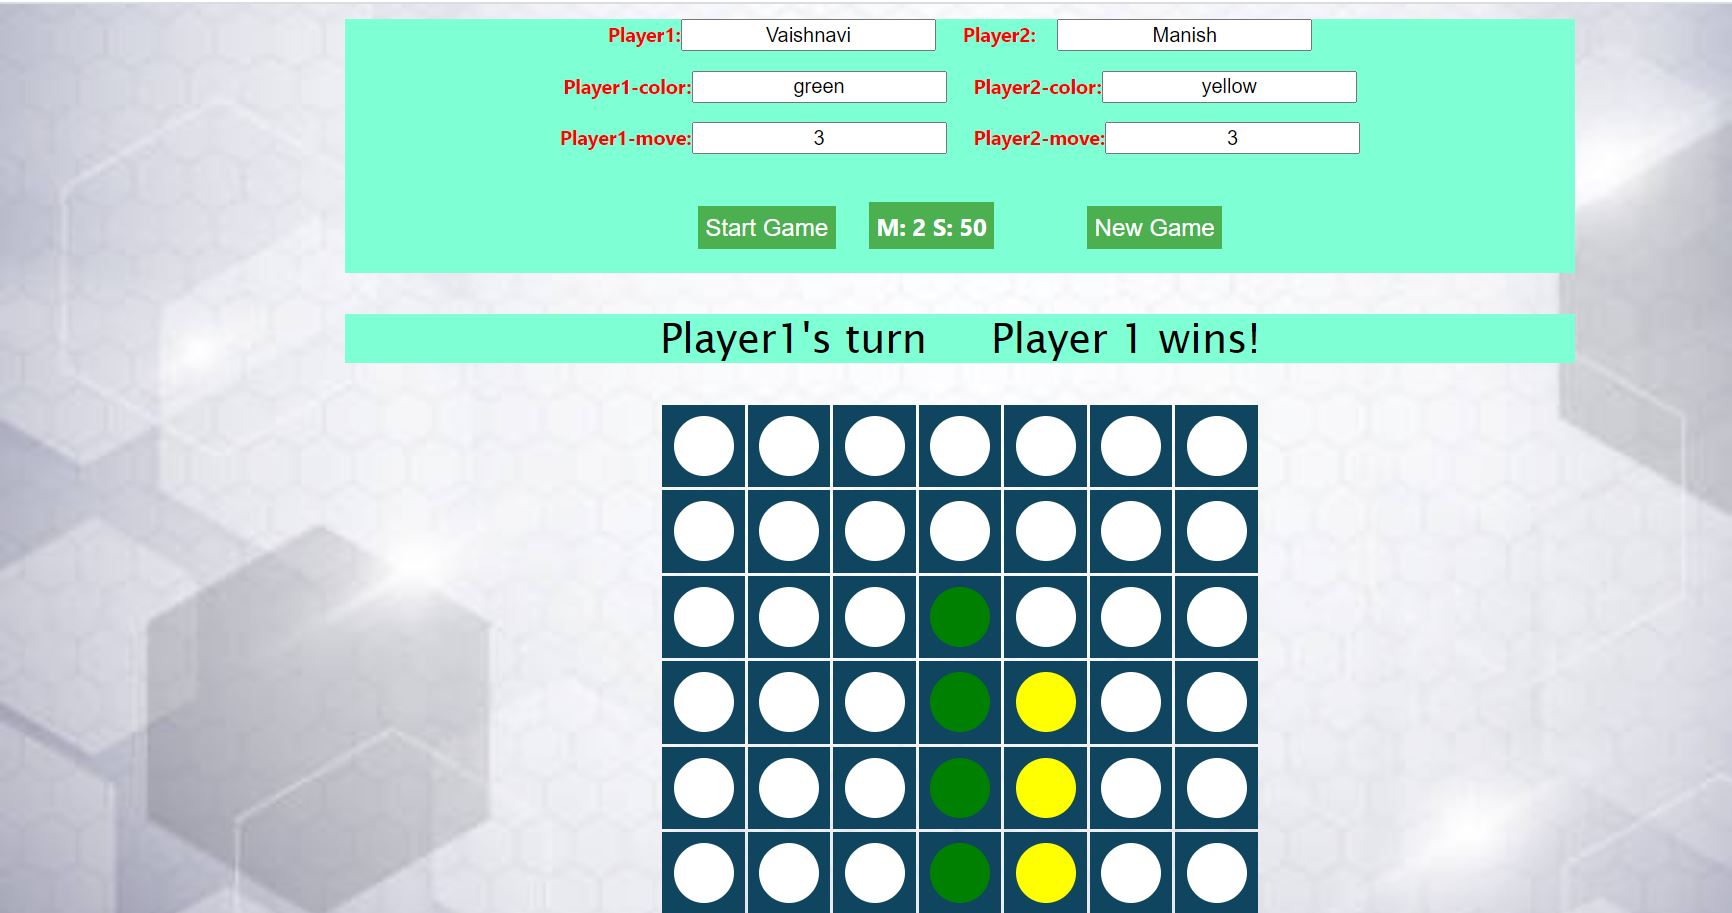 Player1: Vaishnavi Player2: Manish
Player1-color: green Player2-color: yellow
Player1-move: 3 Player2-move: 3
Start Game M: 2 S: 50 New Game
Player1's turn Player 1 wins!